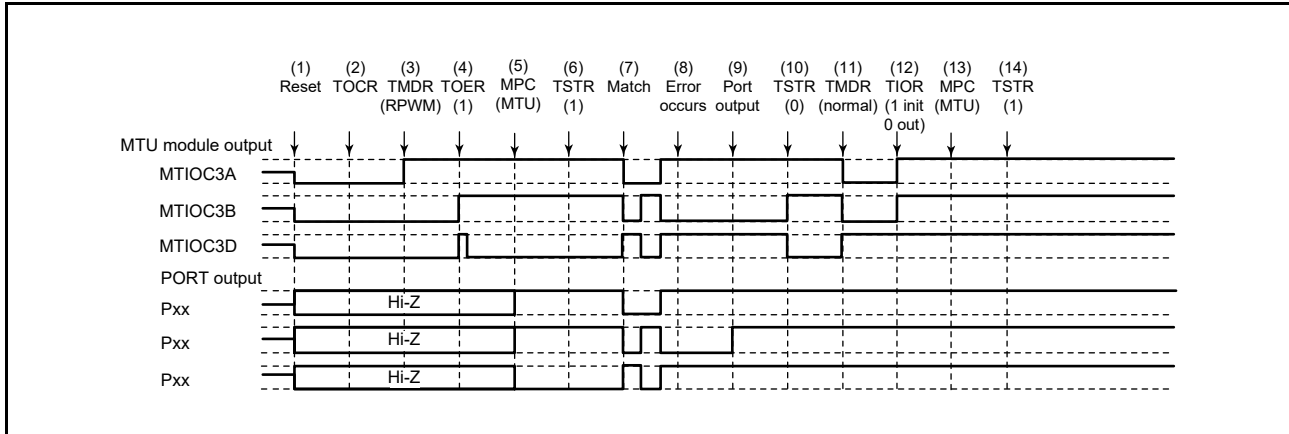 (1) (2) (3) (4) (5) (6) (7) (8) (9) (10) (11) (12) (13) (14)
Reset TOCR TMDR TOER MPC TSTR Match Error Port TSTR TMDR TIOR MPC TSTR
(RPWM) (1) (MTU) (1) occurs output (0) (normal) (1 init (MTU) (1)
0 out)
MTU module output
MTIOC3A
MTIOC3B
MTIOC3D
PORT output
Pxx Hi-Z
Pxx Hi-Z
Pxx Hi-Z